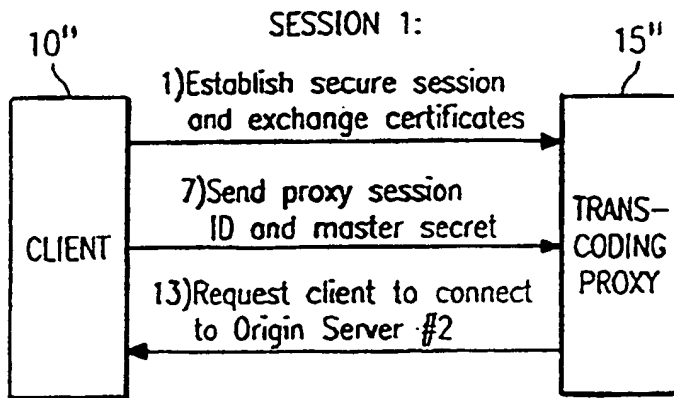 SESSION 1:
10"
15"
1)Establish secure session
and exchange certificates
7)Send proxy session
ID and master secret
CLIENT
TRANS-
CODING
PROXY
13)Request client to connect
to Origin Server #2